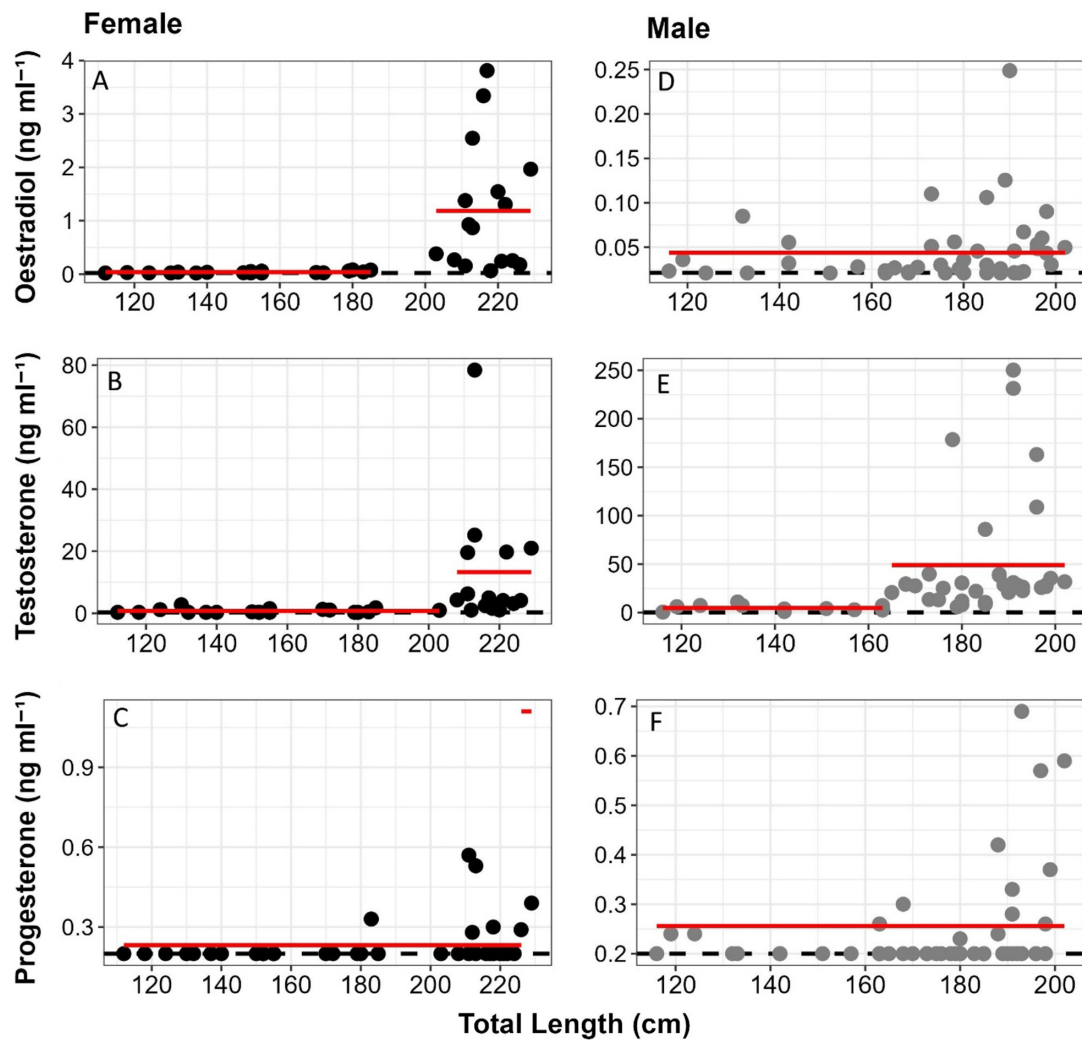 Female
Male
Oestradiol (ng ml⁻¹)
A
4
3
2
1
0
120 140 160 180 200 220
D
0.25
0.20
0.15
0.10
0.05
120 140 160 180 200
Testosterone (ng ml⁻¹)
B
80
60
40
20
0
120 140 160 180 200 220
E
250
200
150
100
50
0
120 140 160 180 200
Progesterone (ng ml⁻¹)
C
0.9
0.6
0.3
120 140 160 180 200 220
F
0.7
0.6
0.5
0.4
0.3
0.2
120 140 160 180 200
Total Length (cm)